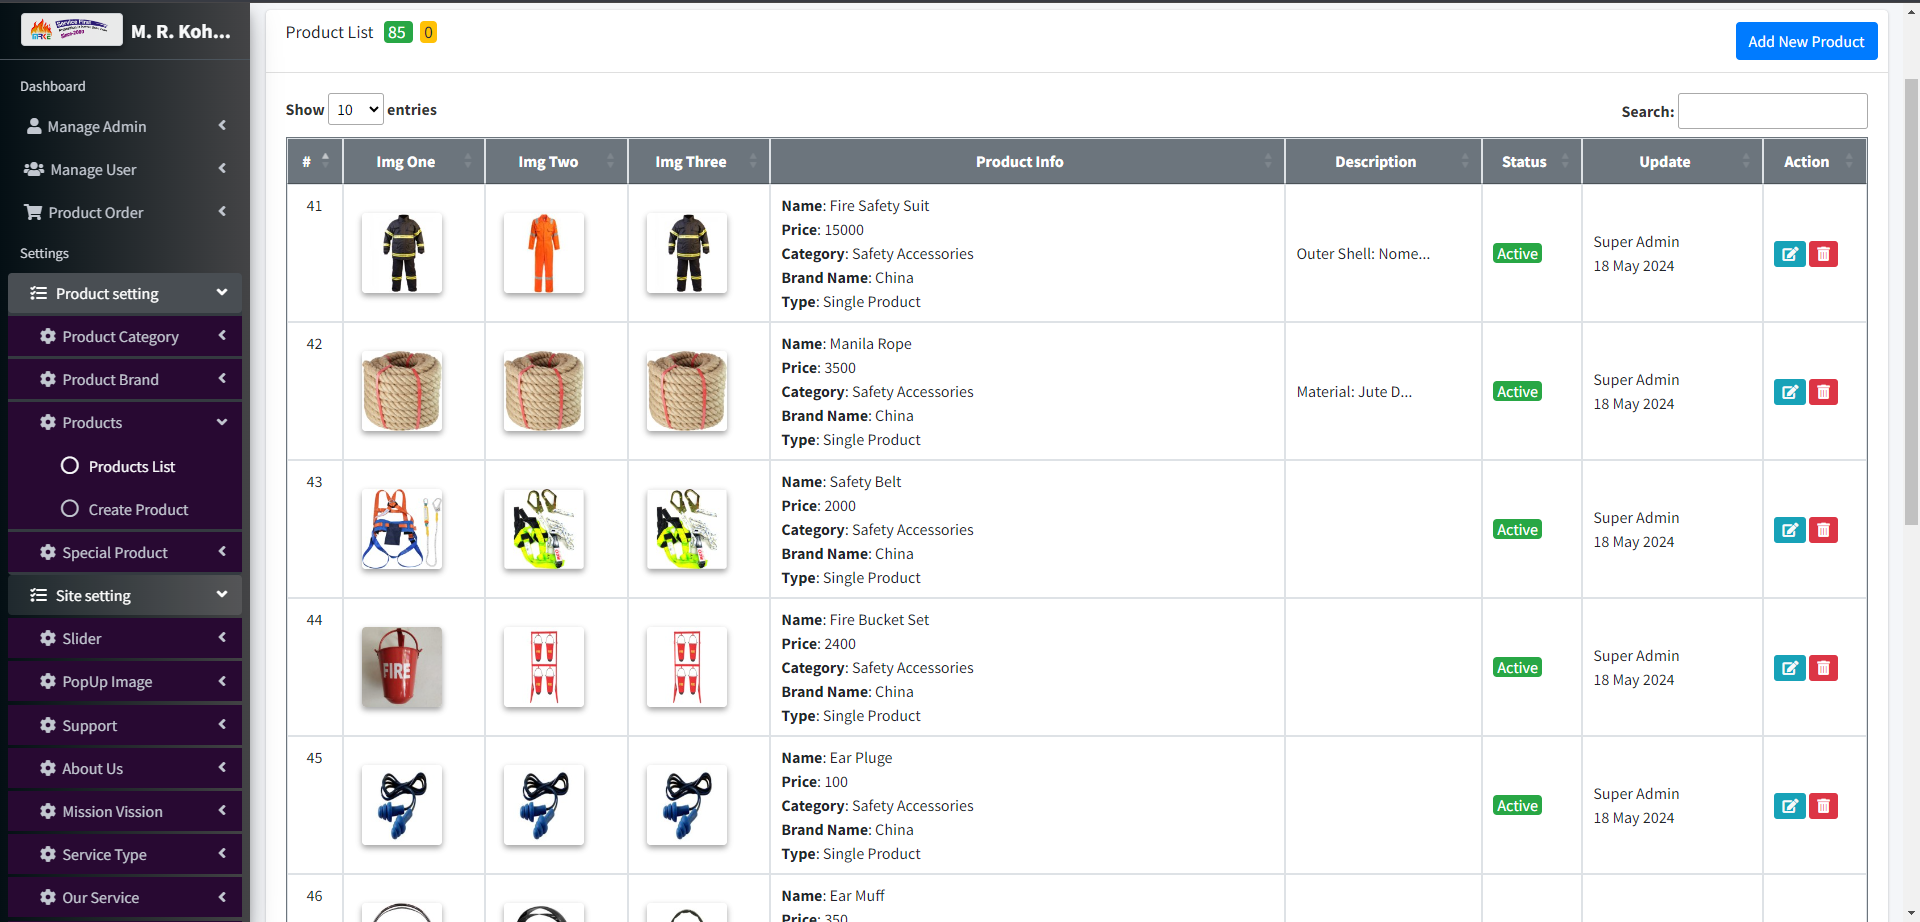 Service First
MRKE
Since-2000
M. R. Koh...
Dashboard
Manage Admin
Manage User
Product Order
Settings
Product setting
Product Category
Product Brand
Products
Products List
Create Product
Special Product
Site setting
Slider
PopUp Image
Support
About Us
Mission Vission
Service Type
Our Service
Product List 85 0
Add New Product
Show 10 entries
Search:
# Img One Img Two Img Three Product Info Description Status Update Action
41
Name: Fire Safety Suit
Price: 15000
Category: Safety Accessories
Brand Name: China
Type: Single Product
Outer Shell: Nome...
Active
Super Admin
18 May 2024
42
Name: Manila Rope
Price: 3500
Category: Safety Accessories
Brand Name: China
Type: Single Product
Material: Jute D...
Active
Super Admin
18 May 2024
43
Name: Safety Belt
Price: 2000
Category: Safety Accessories
Brand Name: China
Type: Single Product
Active
Super Admin
18 May 2024
44
FIRE
Name: Fire Bucket Set
Price: 2400
Category: Safety Accessories
Brand Name: China
Type: Single Product
Active
Super Admin
18 May 2024
45
Name: Ear Pluge
Price: 100
Category: Safety Accessories
Brand Name: China
Type: Single Product
Active
Super Admin
18 May 2024
46
Name: Ear Muff
Price: 350